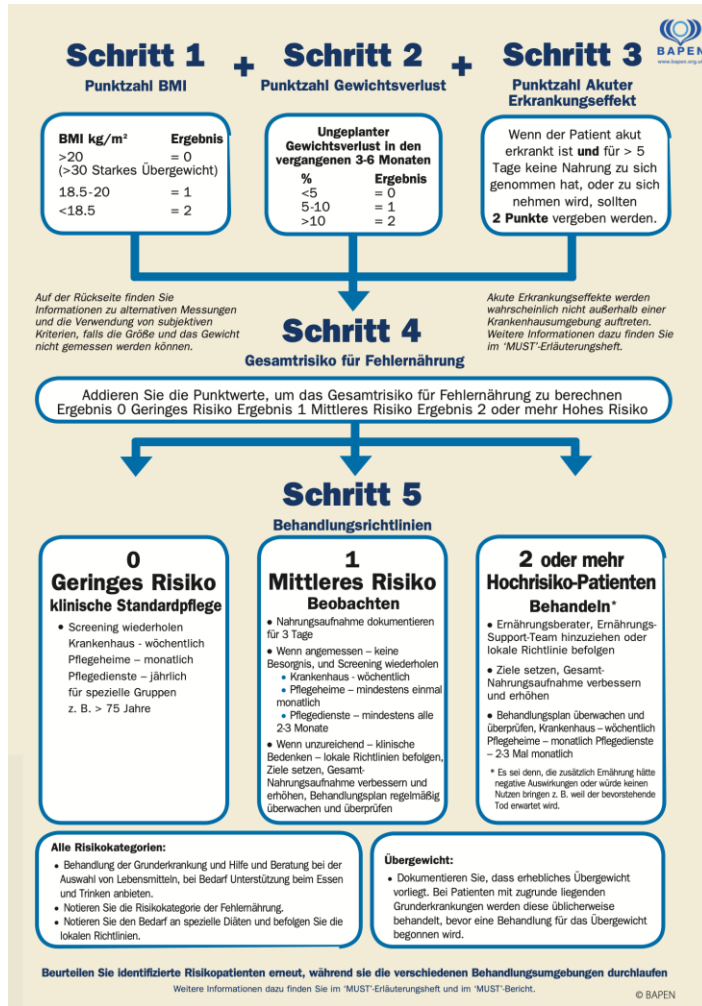 Schritt 1 + Schritt 2 + Schritt 3
BAPEN
www.bapen.org.uk
Punktzahl BMI
Punktzahl Gewichtsverlust
Punktzahl Akuter
Erkrankungseffekt
BMI kg/m² Ergebnis
>20 = 0
(>30 Starkes Übergewicht)
18.5-20 = 1
<18.5 = 2
Ungeplanter
Gewichtsverlust in den
vergangenen 3-6 Monaten
% Ergebnis
<5 = 0
5-10 = 1
>10 = 2
Wenn der Patient akut
erkrankt ist und für > 5
Tage keine Nahrung zu sich
genommen hat, oder zu sich
nehmen wird, sollten
2 Punkte vergeben werden.
Auf der Rückseite finden Sie
Informationen zu alternativen Messungen
und die Verwendung von subjektiven
Kriterien, falls die Größe und das Gewicht
nicht gemessen werden können.
Akute Erkrankungseffekte werden
wahrscheinlich nicht außerhalb einer
Krankenhausumgebung auftreten.
Weitere Informationen dazu finden Sie
im 'MUST'-Erläuterungsheft.
Schritt 4
Gesamtrisiko für Fehlernährung
Addieren Sie die Punktwerte, um das Gesamtrisiko für Fehlernährung zu berechnen
Ergebnis 0 Geringes Risiko Ergebnis 1 Mittleres Risiko Ergebnis 2 oder mehr Hohes Risiko
Schritt 5
Behandlungsrichtlinien
0
Geringes Risiko
klinische Standardpflege
• Screening wiederholen
Krankenhaus - wöchentlich
Pflegeheime – monatlich
Pflegedienste – jährlich
für spezielle Gruppen
z. B. > 75 Jahre
1
Mittleres Risiko
Beobachten
• Nahrungsaufnahme dokumentieren
für 3 Tage
• Wenn angemessen – keine
Besorgnis, und Screening wiederholen
• Krankenhaus - wöchentlich
• Pflegeheime – mindestens einmal
monatlich
• Pflegedienste – mindestens alle
2-3 Monate
• Wenn unzureichend – klinische
Bedenken – lokale Richtlinien befolgen,
Ziele setzen, Gesamt-
Nahrungsaufnahme verbessern und
erhöhen, Behandlungsplan regelmäßig
überwachen und überprüfen
2 oder mehr
Hochrisiko-Patienten
Behandeln*
• Ernährungsberater, Ernährungs-
Support-Team hinzuziehen oder
lokale Richtlinie befolgen
• Ziele setzen, Gesamt-
Nahrungsaufnahme verbessern
und erhöhen
• Behandlungsplan überwachen und
überprüfen, Krankenhaus – wöchentlich
Pflegeheime – monatlich Pflegedienste
– 2-3 Mal monatlich
* Es sei denn, die zusätzlich Ernährung hätte
negative Auswirkungen oder würde keinen
Nutzen bringen z. B. weil der bevorstehende
Tod erwartet wird.
Alle Risikokategorien:
• Behandlung der Grunderkrankung und Hilfe und Beratung bei der
Auswahl von Lebensmitteln, bei Bedarf Unterstützung beim Essen
und Trinken anbieten.
• Notieren Sie die Risikokategorie der Fehlernährung.
• Notieren Sie den Bedarf an spezielle Diäten und befolgen Sie die
lokalen Richtlinien.
Übergewicht:
• Dokumentieren Sie, dass erhebliches Übergewicht
vorliegt. Bei Patienten mit zugrunde liegenden
Grunderkrankungen werden diese üblicherweise
behandelt, bevor eine Behandlung für das Übergewicht
begonnen wird.
Beurteilen Sie identifizierte Risikopatienten erneut, während sie die verschiedenen Behandlungsumgebungen durchlaufen
Weitere Informationen dazu finden Sie im 'MUST'-Erläuterungsheft und im 'MUST'-Bericht.
© BAPEN